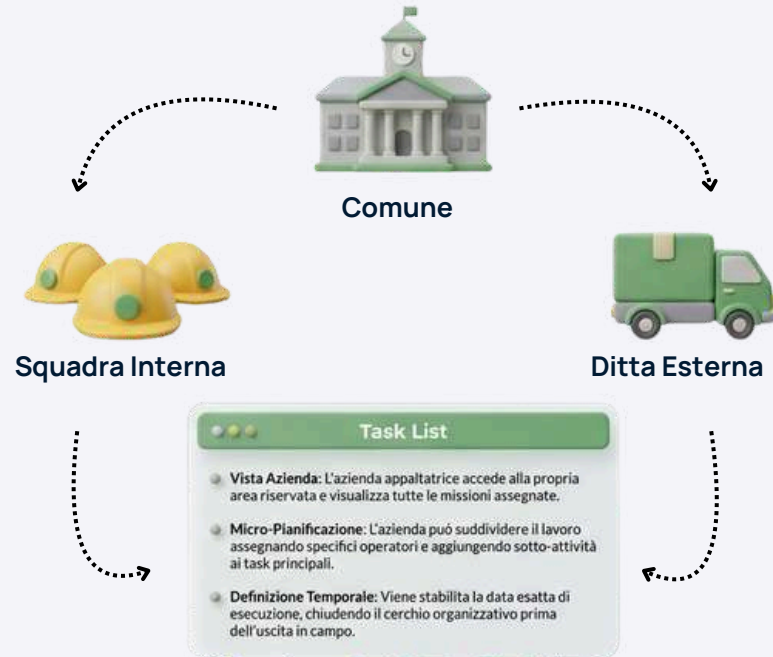 Comune
Squadra Interna
Ditta Esterna
Task List
Vista Azienda: L'azienda appaltatrice accede alla propria
area riservata e visualizza tutte le missioni assegnate.
Micro-Pianificazione: L'azienda puó suddividere il lavoro
assegnando specifici operatori e aggiungendo sotto-attività
ai task principali.
Definizione Temporale: Viene stabilita la data esatta di
esecuzione, chiudendo il cerchio organizzativo prima
dell'uscita in campo.